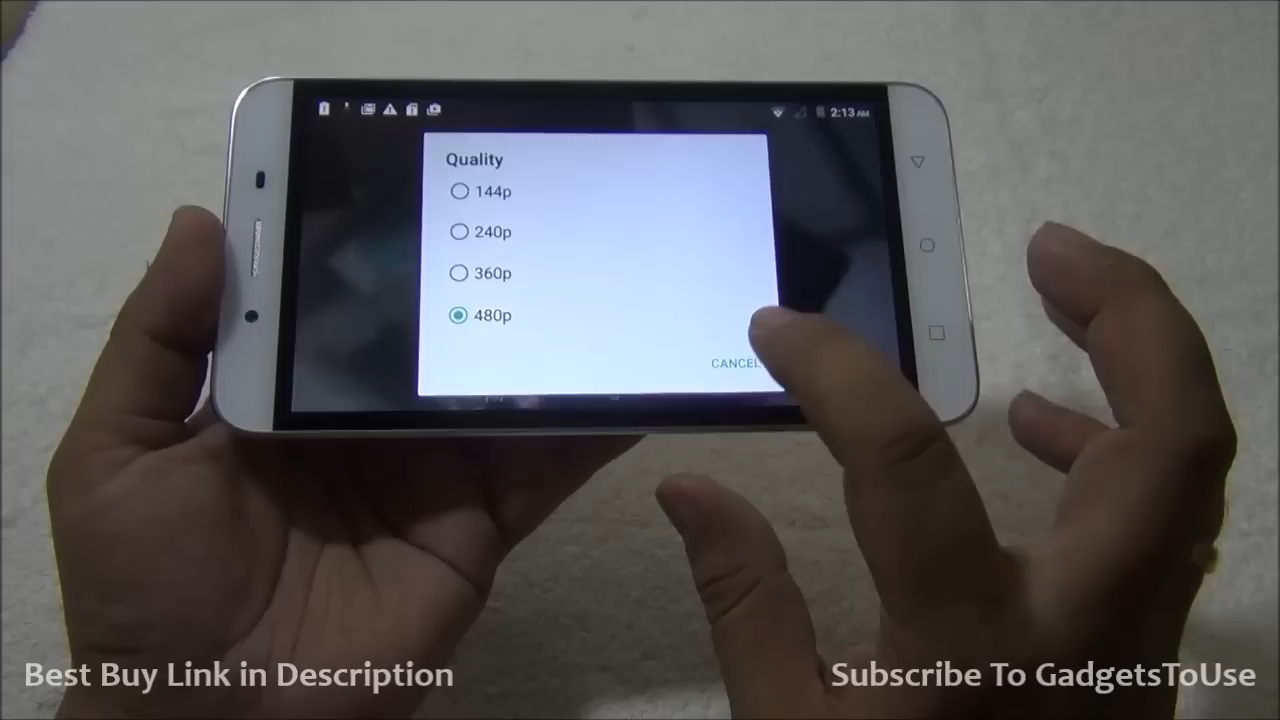 2:13 AM
Quality
144p
240p
360p
480p
CANCEL
Best Buy Link in Description
Subscribe To GadgetsToUse